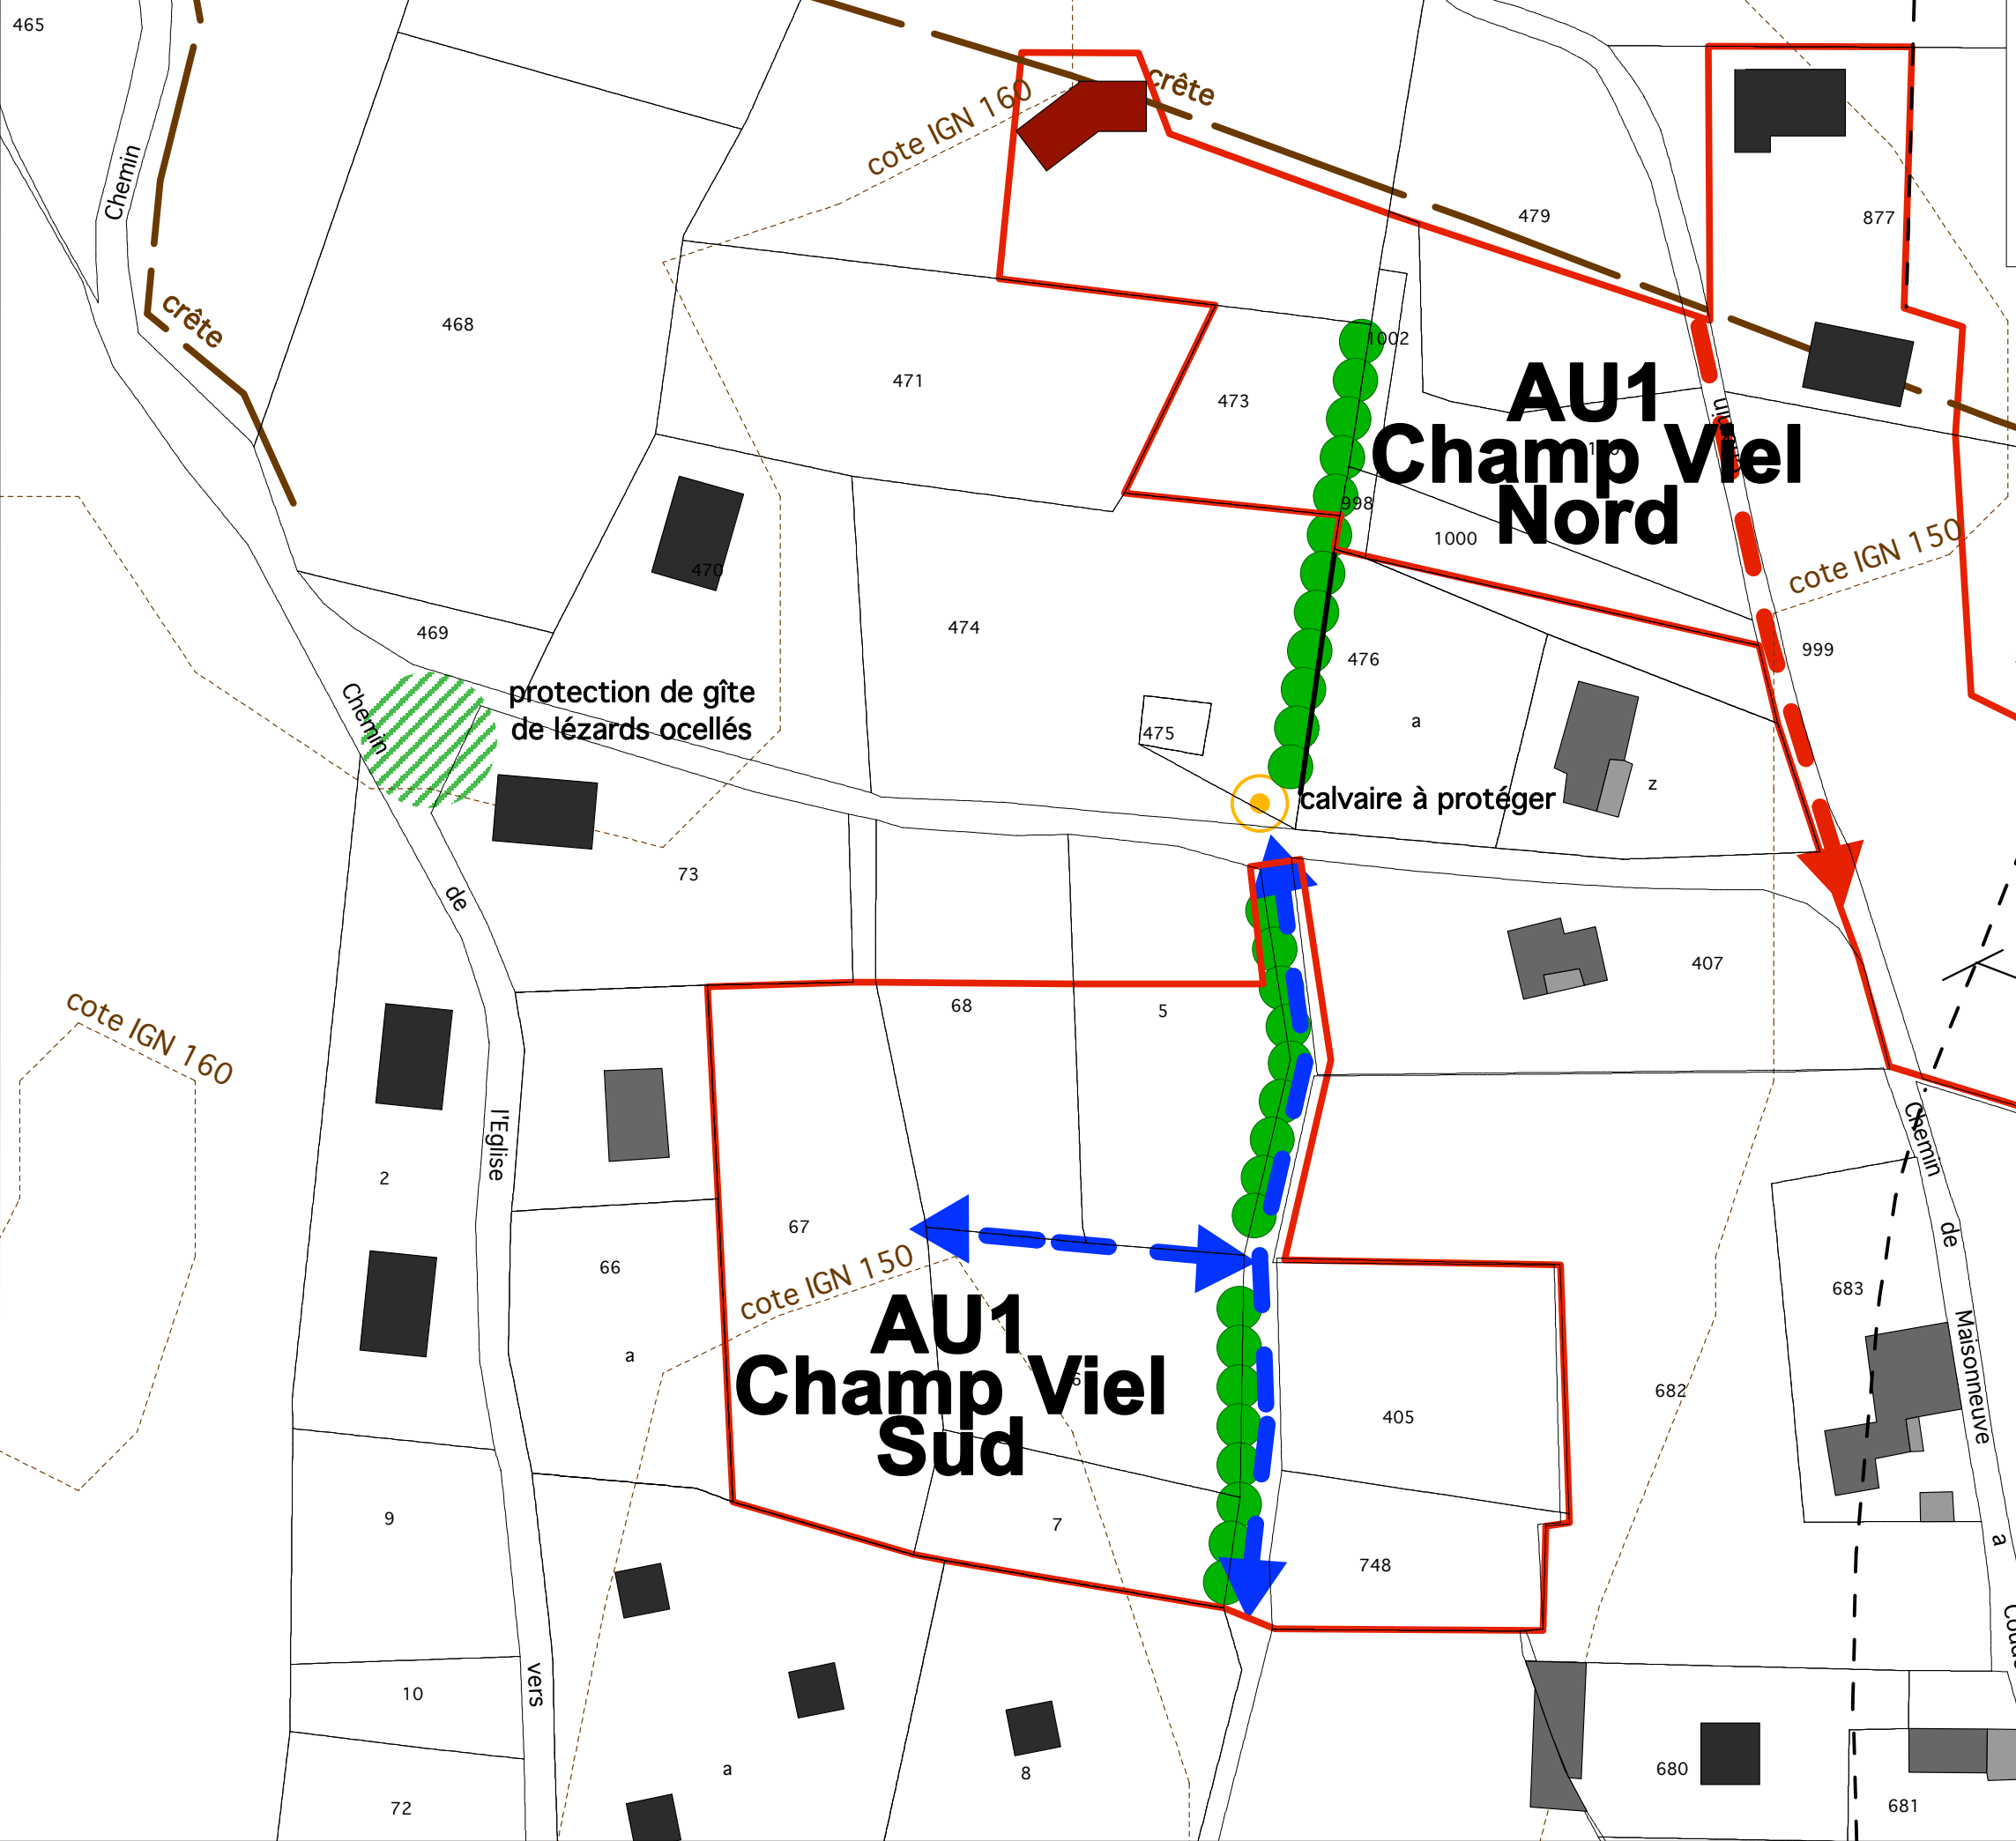 465
Chemin
crête
cote IGN 160
crête
479
877
468
471
473
1002
AU1
Champ Viel
Nord
998
1000
cote IGN 150
470
469
474
476
999
protection de gîte
de lézards ocellés
475
a
z
calvaire à protéger
Chemin
de
73
407
68
5
cote IGN 160
l'Eglise
2
67
66
cote IGN 150
a
AU1
Champ Viel
Sud
Chemin
de
Maisonneuve
a
683
682
405
9
7
748
10
vers
a
8
72
680
681